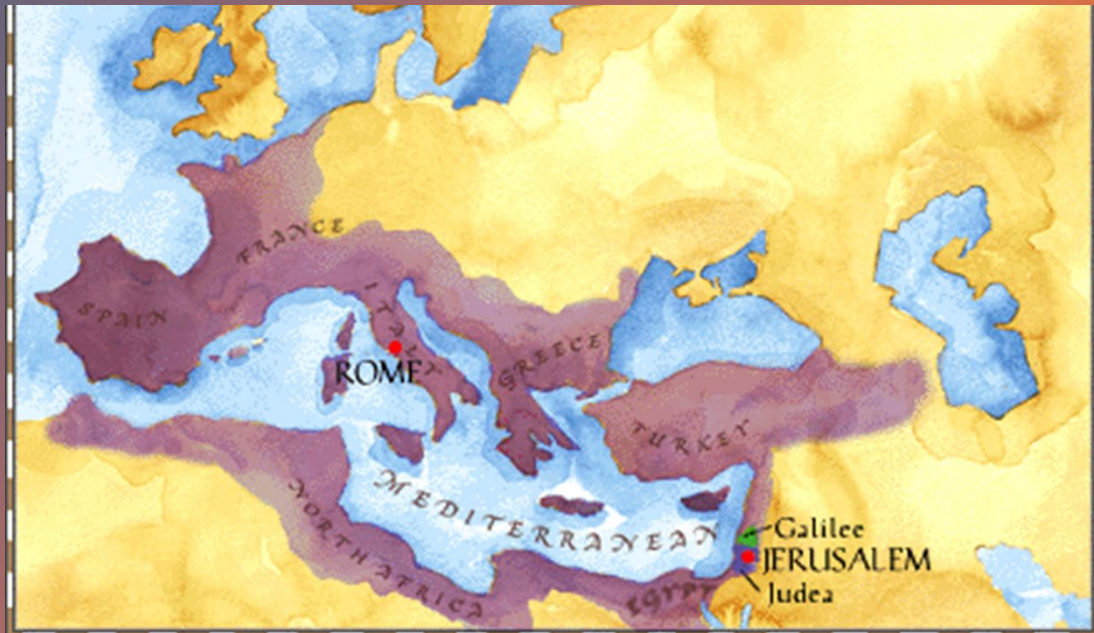 FRANCE
SPAIN
ITALY
ROME
GREECE
TURKEY
MEDITERRANEAN
NORTH AFRICA
EGYPT
Galilee
JERUSALEM
Judea